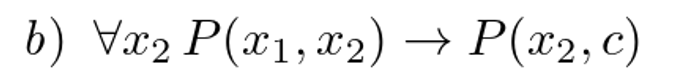 b) ∀x₂ P(x₁, x₂) → P(x₂, c)